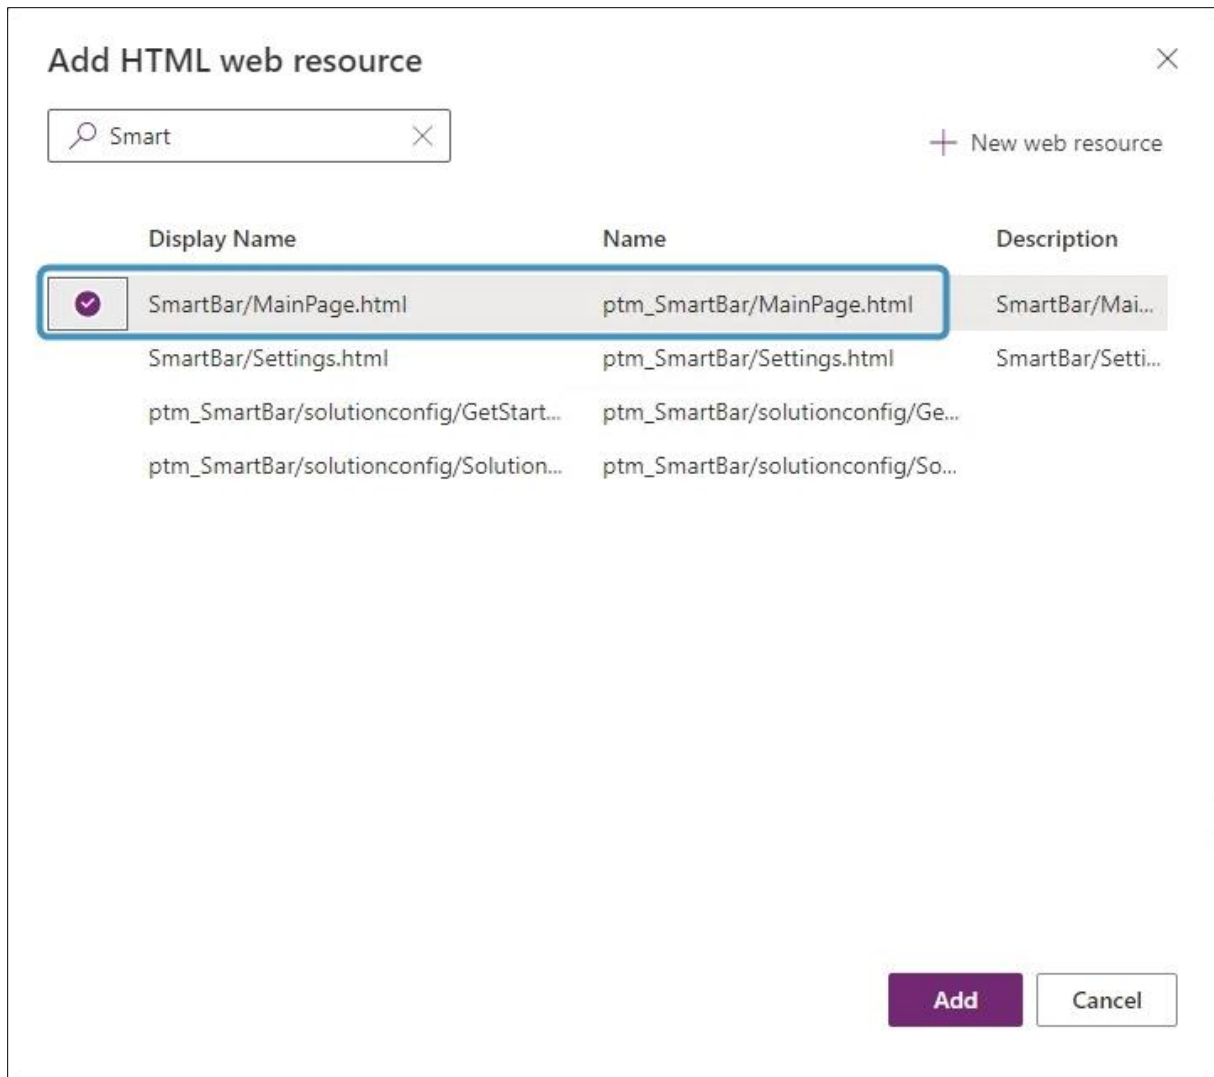 Add HTML web resource
Smart
New web resource
Display Name Name Description
SmartBar/MainPage.html ptm_SmartBar/MainPage.html SmartBar/Mai...
SmartBar/Settings.html ptm_SmartBar/Settings.html SmartBar/Setti...
ptm_SmartBar/solutionconfig/GetStart... ptm_SmartBar/solutionconfig/Ge...
ptm_SmartBar/solutionconfig/Solution... ptm_SmartBar/solutionconfig/So...
Add Cancel